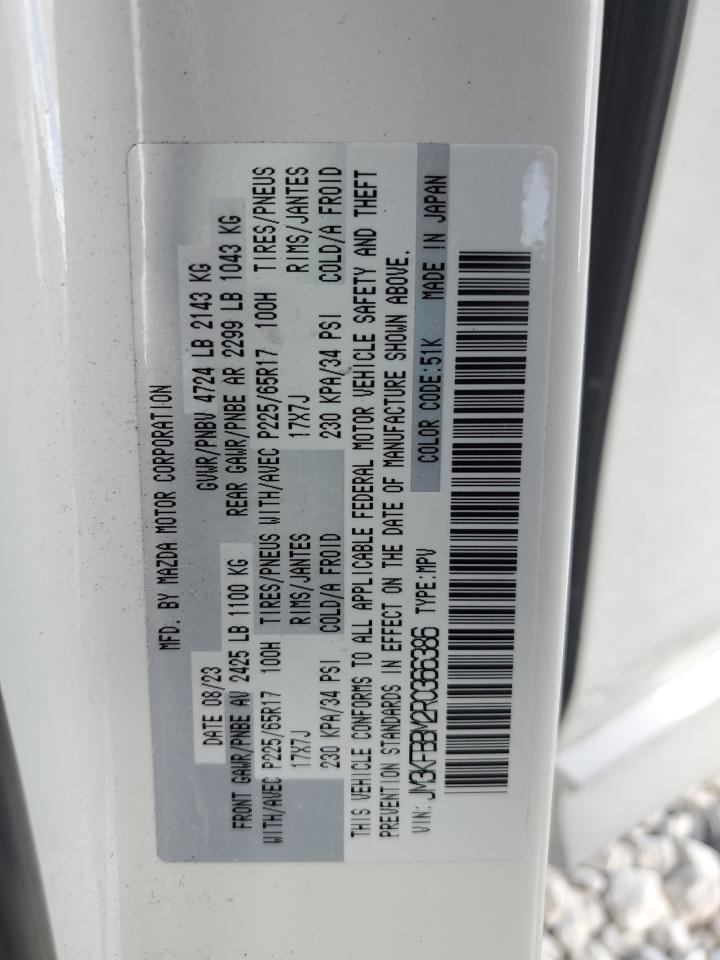 MFD. BY MAZDA MOTOR CORPORATION
DATE 08/23 GVWR/PNBV 4724 LB 2143 KG
FRONT GAWR/PNBE AV 2425 LB 1100 KG REAR GAWR/PNBE AR 2299 LB 1043 KG
WITH/AVEC P225/65R17 100H TIRES/PNEUS WITH/AVEC P225/65R17 100H TIRES/PNEUS
17X7J RIMS/JANTES 17X7J RIMS/JANTES
230 KPA/34 PSI COLD/A FROID 230 KPA/34 PSI COLD/A FROID
THIS VEHICLE CONFORMS TO ALL APPLICABLE FEDERAL MOTOR VEHICLE SAFETY AND THEFT
PREVENTION STANDARDS IN EFFECT ON THE DATE OF MANUFACTURE SHOWN ABOVE.
VIN: JM3KFBBM2R0366386 TYPE:MPV COLOR CODE:51K MADE IN JAPAN